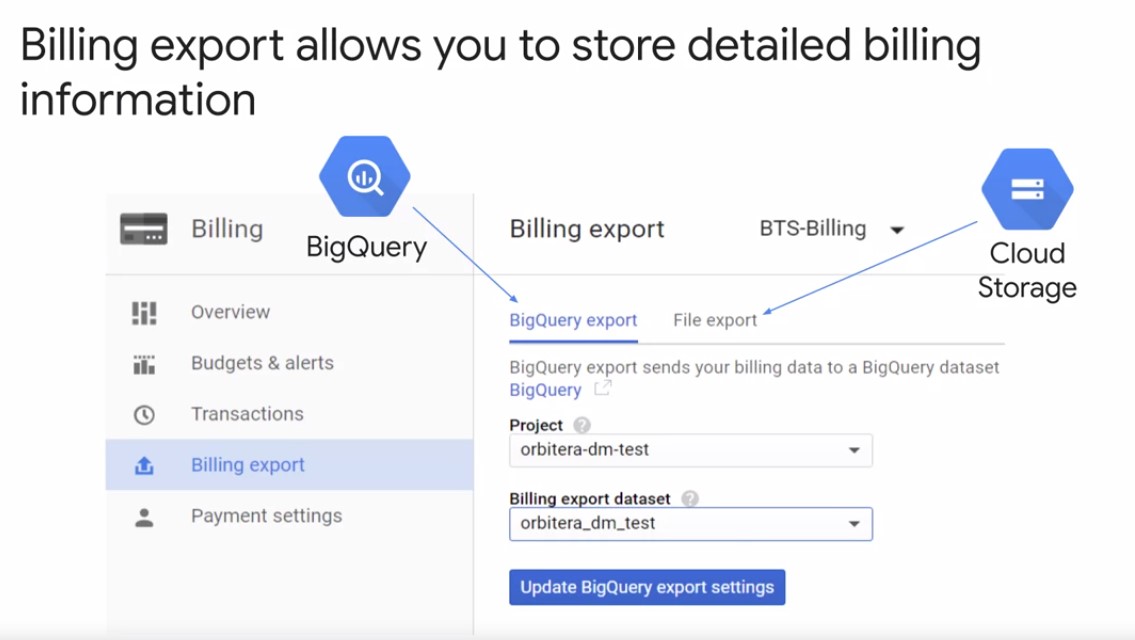 Billing export allows you to store detailed billing
information
BigQuery
Cloud
Storage
Billing
Overview
Budgets & alerts
Transactions
Billing export
Payment settings
Billing export
BTS-Billing
BigQuery export
File export
BigQuery export sends your billing data to a BigQuery dataset
BigQuery
Project ?
orbitera-dm-test
Billing export dataset ?
orbitera_dm_test
Update BigQuery export settings